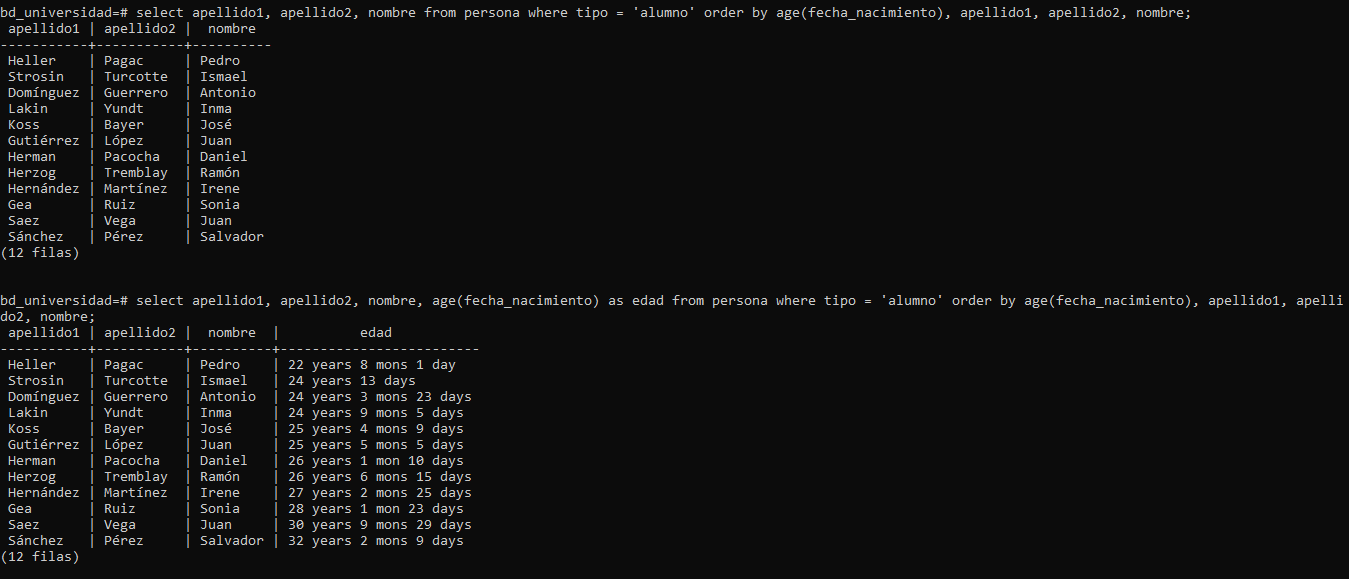 bd_universidad=# select apellido1, apellido2, nombre from persona where tipo = 'alumno' order by age(fecha_nacimiento), apellido1, apellido2, nombre;
 apellido1 | apellido2 |  nombre
-----------+-----------+----------
 Heller    | Pagac     | Pedro
 Strosin   | Turcotte  | Ismael
 Domínguez | Guerrero  | Antonio
 Lakin     | Yundt     | Inma
 Koss      | Bayer     | José
 Gutiérrez | López     | Juan
 Herman    | Pacocha   | Daniel
 Herzog    | Tremblay  | Ramón
 Hernández | Martínez  | Irene
 Gea       | Ruiz      | Sonia
 Saez      | Vega      | Juan
 Sánchez   | Pérez     | Salvador
(12 filas)
bd_universidad=# select apellido1, apellido2, nombre, age(fecha_nacimiento) as edad from persona where tipo = 'alumno' order by age(fecha_nacimiento), apellido1, apelli
do2, nombre;
 apellido1 | apellido2 |  nombre  |          edad
-----------+-----------+----------+-------------------------
 Heller    | Pagac     | Pedro    | 22 years 8 mons 1 day
 Strosin   | Turcotte  | Ismael   | 24 years 13 days
 Domínguez | Guerrero  | Antonio  | 24 years 3 mons 23 days
 Lakin     | Yundt     | Inma     | 24 years 9 mons 5 days
 Koss      | Bayer     | José     | 25 years 4 mons 9 days
 Gutiérrez | López     | Juan     | 25 years 5 mons 5 days
 Herman    | Pacocha   | Daniel   | 26 years 1 mon 10 days
 Herzog    | Tremblay  | Ramón    | 26 years 6 mons 15 days
 Hernández | Martínez  | Irene    | 27 years 2 mons 25 days
 Gea       | Ruiz      | Sonia    | 28 years 1 mon 23 days
 Saez      | Vega      | Juan     | 30 years 9 mons 29 days
 Sánchez   | Pérez     | Salvador | 32 years 2 mons 9 days
(12 filas)